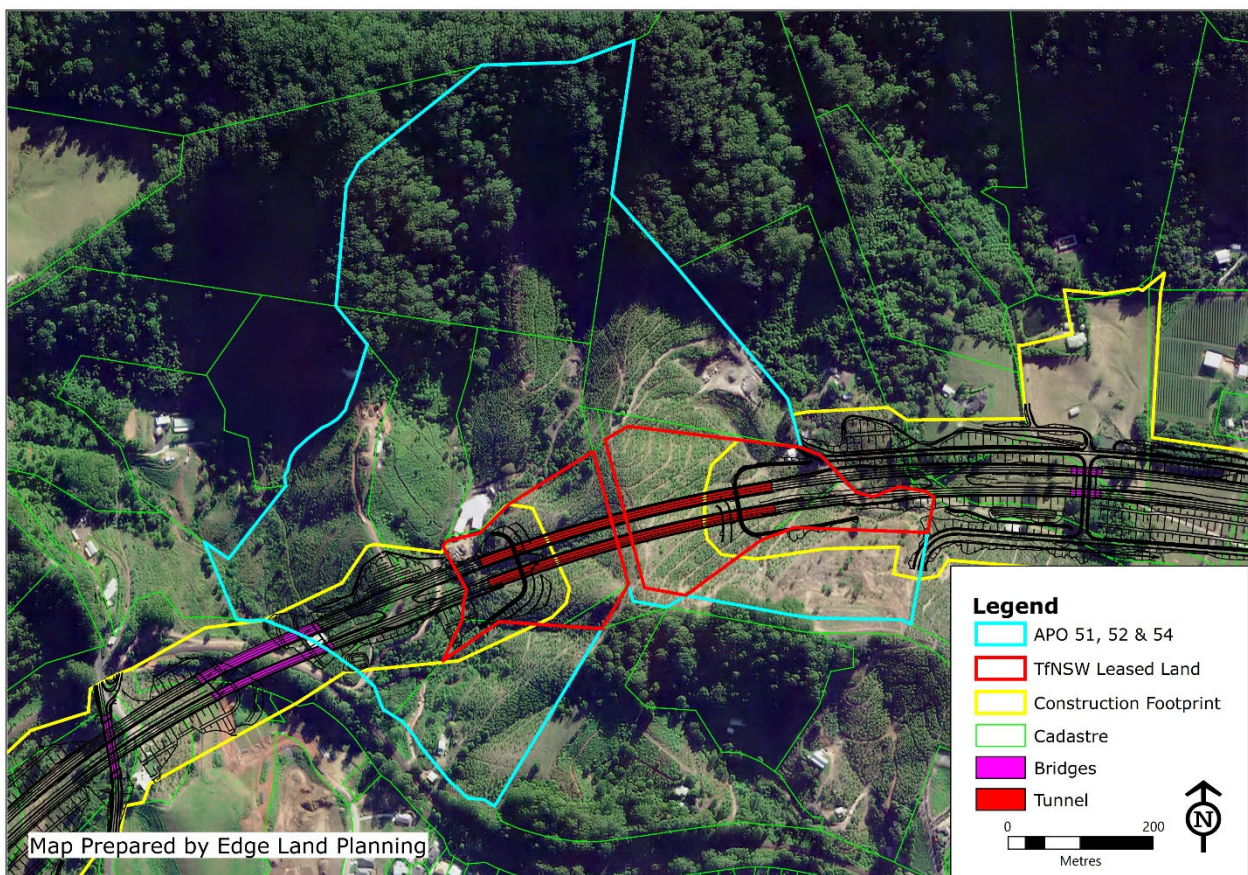 Legend
APO 51, 52 & 54
TfNSW Leased Land
Construction Footprint
Cadastre
Bridges
Tunnel
0 200
Metres
N
Map Prepared by Edge Land Planning